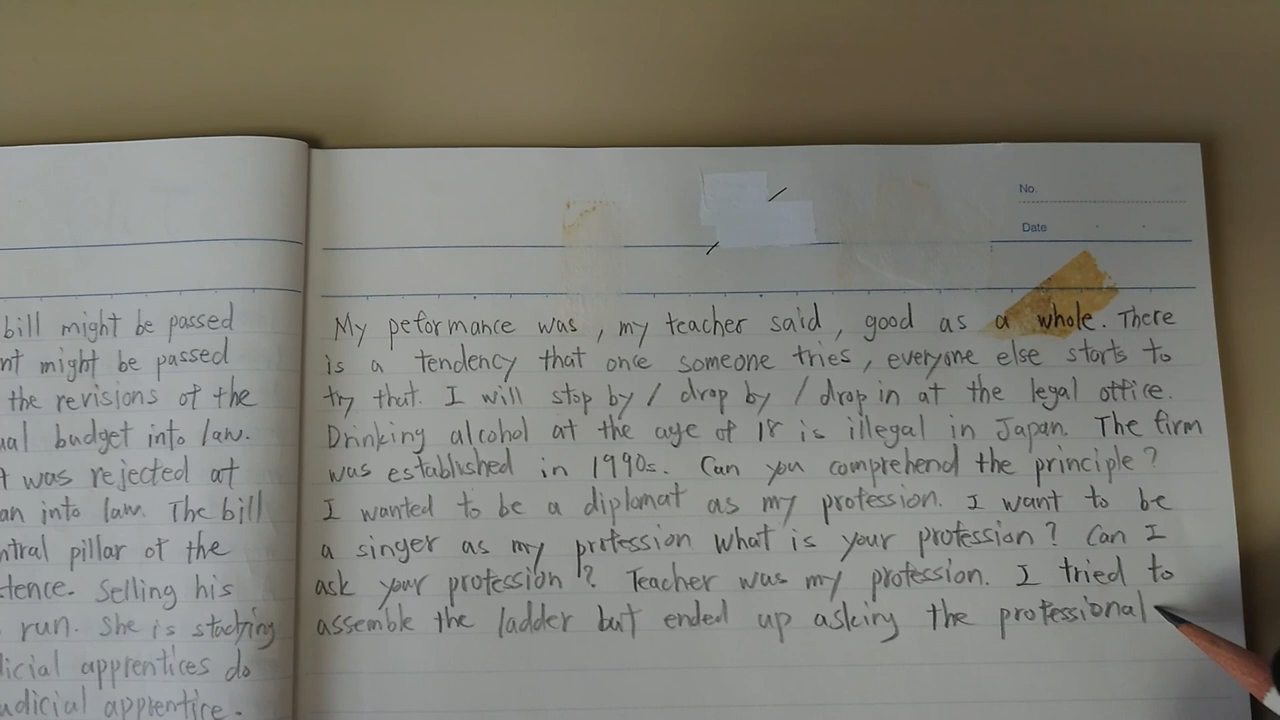 bill might be passed
nt might be passed
the revisions of the
ual budget into law.
t was rejected at
an into law. The bill
ntral pillar of the
tence. Selling his
run. She is studying
licial apprentices do
udicial apprentice.
No.
Date
My peformance was, my teacher said, good as a whole. There
is a tendency that once someone tries, everyone else starts to
try that. I will stop by / drop by / drop in at the legal office.
Drinking alcohol at the age of 18 is illegal in Japan. The firm
was established in 1990s. Can you comprehend the principle?
I wanted to be a diplomat as my profession. I want to be
a singer as my profession what is your profession? Can I
ask your profession? Teacher was my profession. I tried to
assemble the ladder but ended up asking the professional